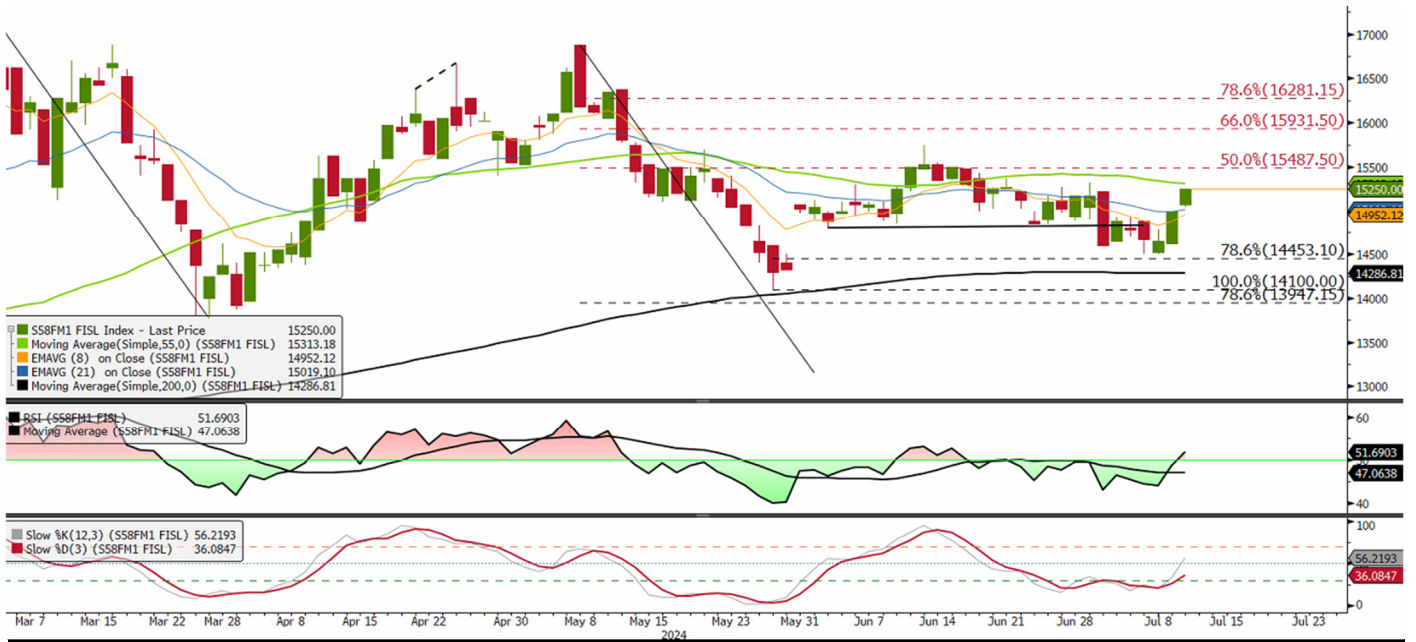 17000
16500
78.6%(16281.15)
16000
66.0%(15931.50)
15500
50.0%(15487.50)
15250.00
14952.12
14500
78.6%(14453.10)
14286.81
100.0%(14100.00)
14000
78.6%(13947.15)
13500
13000
S58FM1 FISL Index - Last Price 15250.00
Moving Average(Simple,55,0) (S58FM1 FISL) 15313.18
EMAVG (8) on Close (S58FM1 FISL) 14952.12
EMAVG (21) on Close (S58FM1 FISL) 15019.10
Moving Average(Simple,200,0) (S58FM1 FISL) 14286.81
RSI (S58FM1 FISL) 51.6903
Moving Average (S58FM1 FISL) 47.0638
60
51.6903
47.0638
40
Slow %K(12,3) (S58FM1 FISL) 56.2193
Slow %D(3) (S58FM1 FISL) 36.0847
100
56.2193
36.0847
0
Mar 7 Mar 15 Mar 22 Mar 28 Apr 8 Apr 15 Apr 22 Apr 29 May 8 May 15 May 23 May 31 Jun 7 Jun 14 Jun 21 Jun 28 Jul 8 Jul 15 Jul 23
2024